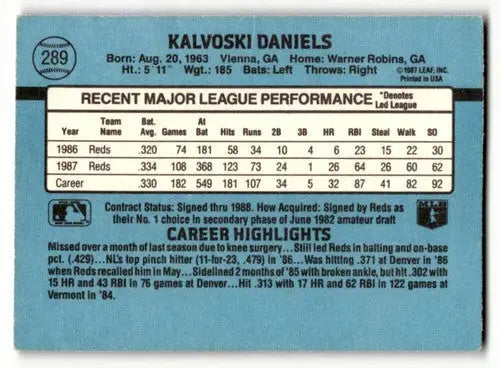 289
KALVOSKI DANIELS
Born: Aug. 20, 1963 Vienna, GA Home: Warner Robins, GA
Ht.: 5' 11" Wgt.: 185 Bats: Left Throws: Right
©1987 LEAF, INC.
Printed in USA
RECENT MAJOR LEAGUE PERFORMANCE *Denotes Led League
Year Team Name Bat. Avg. Games At Bat Hits Runs 2B 3B HR RBI Steal Walk SO
1986 Reds .320 74 181 58 34 10 4 6 23 15 22 30
1987 Reds .334 108 368 123 73 24 1 26 64 26 60 62
Career .330 182 549 181 107 34 5 32 87 41 82 92
Contract Status: Signed thru 1988. How Acquired: Signed by Reds as
their No. 1 choice in secondary phase of June 1982 amateur draft
CAREER HIGHLIGHTS
Missed over a month of last season due to knee surgery...Still led Reds in batting and on-base
pct. (.429)...NL's top pinch hitter (11-for-23, .479) in '86...Was hitting .371 at Denver in '86
when Reds recalled him in May...Sidelined 2 months of '85 with broken ankle, but hit .302 with
15 HR and 43 RBI in 76 games at Denver...Hit .313 with 17 HR and 62 RBI in 122 games at
Vermont in '84.